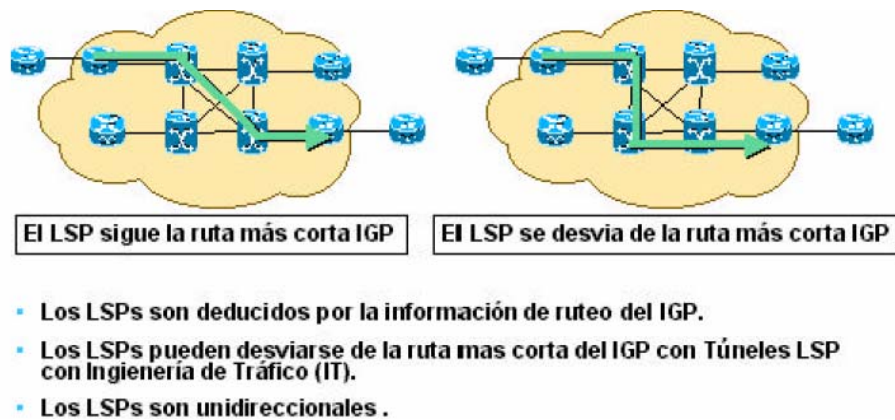 El LSP sigue la ruta más corta IGP
El LSP se desvia de la ruta más corta IGP
Los LSPs son deducidos por la información de ruteo del IGP.
Los LSPs pueden desviarse de la ruta mas corta del IGP con Túneles LSP
con Ingienería de Tráfico (IT).
Los LSPs son unidireccionales .